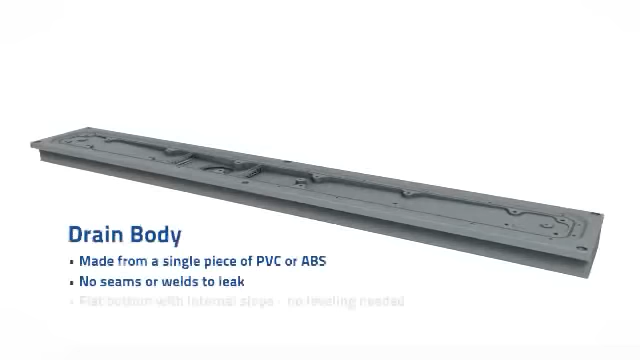 Drain Body
• Made from a single piece of PVC or ABS
• No seams or welds to leak
• Flat bottom with internal slope - no leveling needed